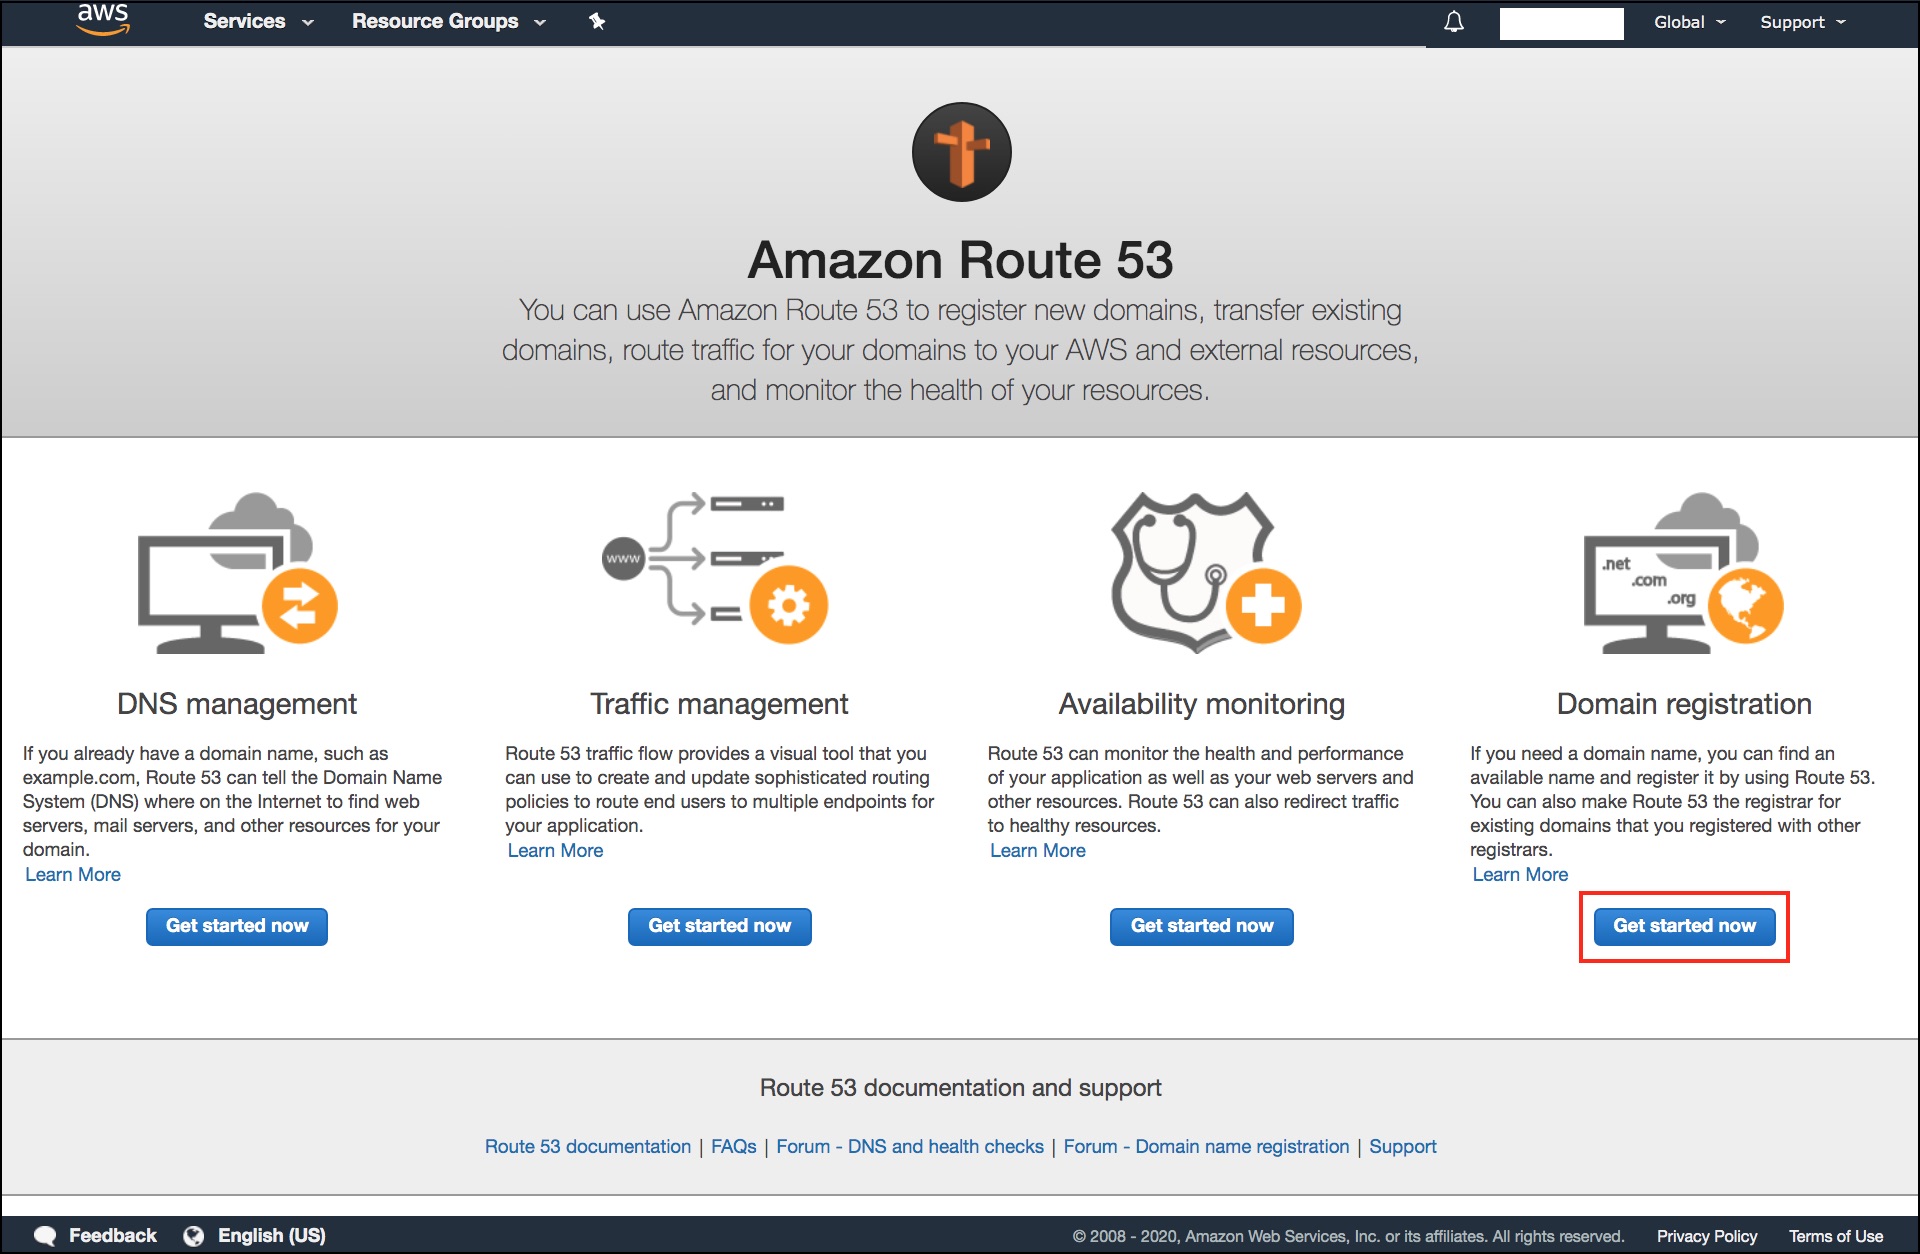 aws Services Resource Groups Global Support
Amazon Route 53
You can use Amazon Route 53 to register new domains, transfer existing
domains, route traffic for your domains to your AWS and external resources,
and monitor the health of your resources.
www
.net
.com
.org
DNS management
If you already have a domain name, such as
example.com, Route 53 can tell the Domain Name
System (DNS) where on the Internet to find web
servers, mail servers, and other resources for your
domain.
Learn More
Get started now
Traffic management
Route 53 traffic flow provides a visual tool that you
can use to create and update sophisticated routing
policies to route end users to multiple endpoints for
your application.
Learn More
Get started now
Availability monitoring
Route 53 can monitor the health and performance
of your application as well as your web servers and
other resources. Route 53 can also redirect traffic
to healthy resources.
Learn More
Get started now
Domain registration
If you need a domain name, you can find an
available name and register it by using Route 53.
You can also make Route 53 the registrar for
existing domains that you registered with other
registrars.
Learn More
Get started now
Route 53 documentation and support
Route 53 documentation | FAQs | Forum - DNS and health checks | Forum - Domain name registration | Support
Feedback English (US) © 2008 - 2020, Amazon Web Services, Inc. or its affiliates. All rights reserved. Privacy Policy Terms of Use